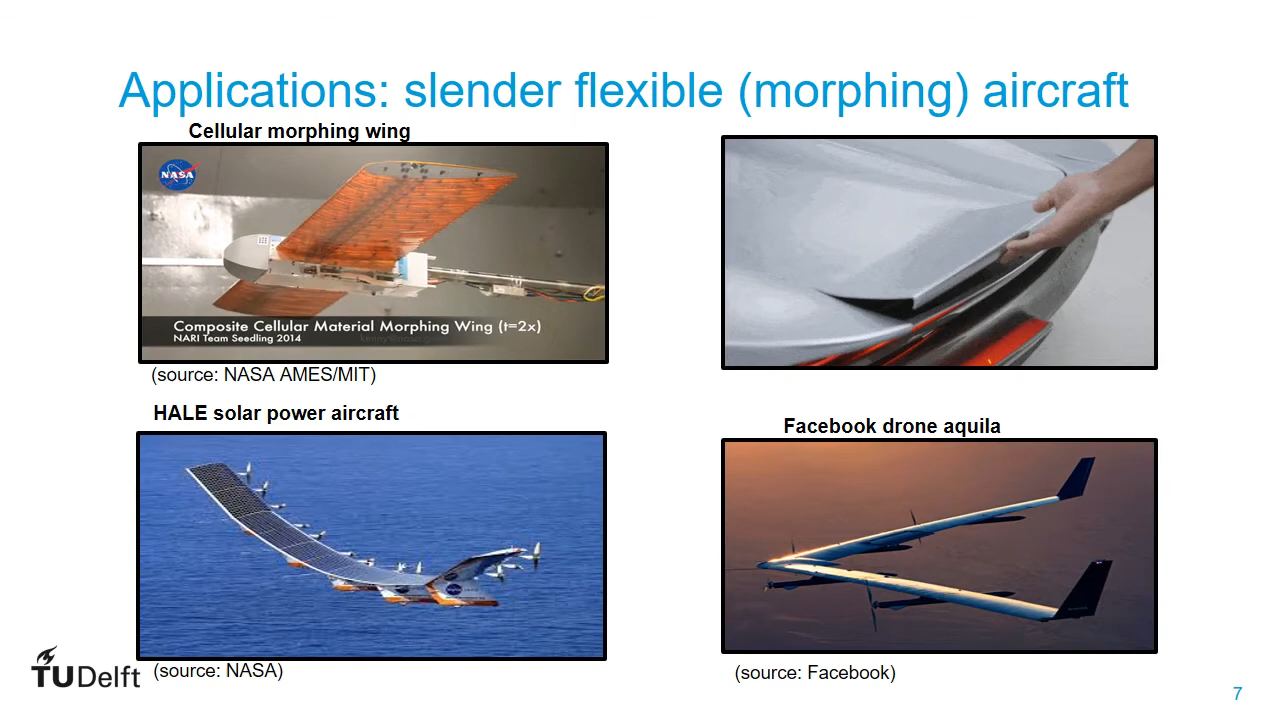 Applications: slender flexible (morphing) aircraft
Cellular morphing wing
NASA
Composite Cellular Material Morphing Wing (t=2x)
NARI Team Seedling 2014
(source: NASA AMES/MIT)
HALE solar power aircraft
Facebook drone aquila
NASA
(source: NASA)
(source: Facebook)
TUDelft
7